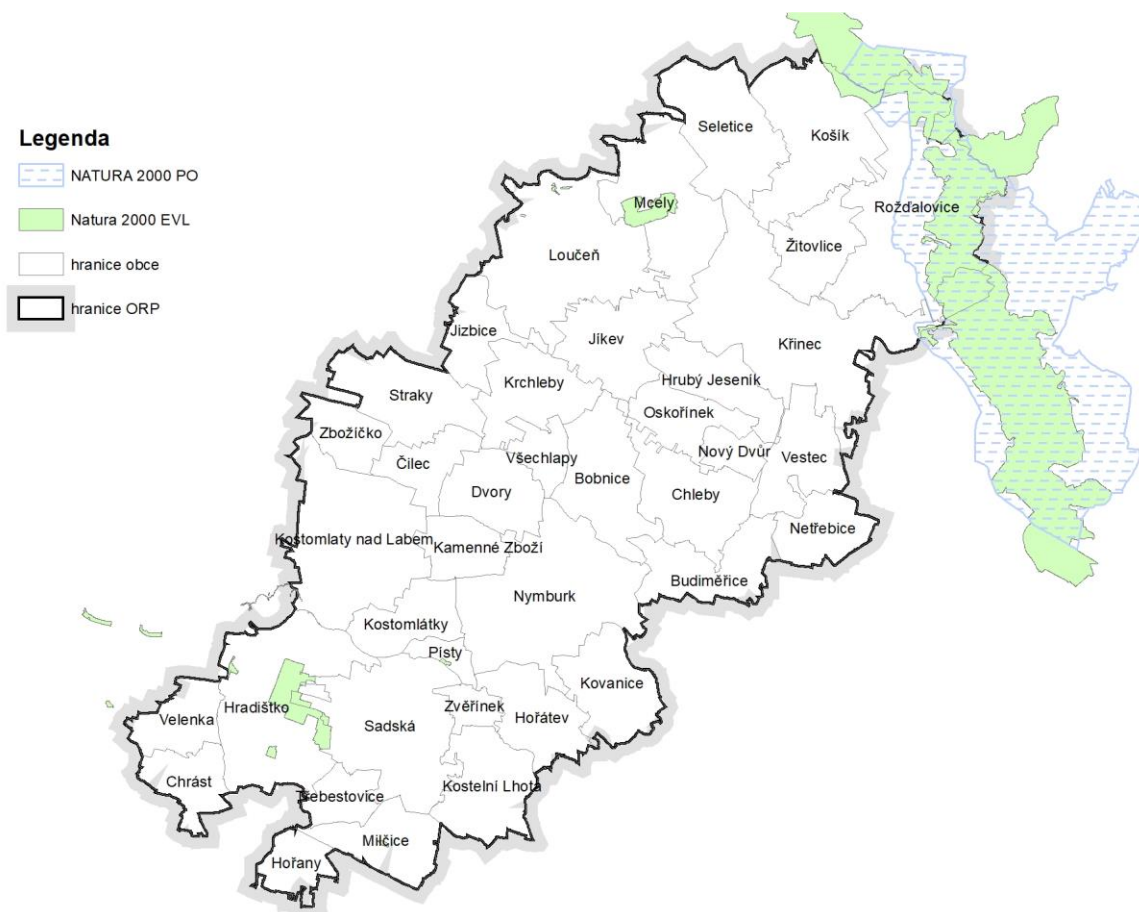 Legenda
NATURA 2000 PO
Natura 2000 EVL
hranice obce
hranice ORP
Seletice
Košík
Mcely
Rožďalovice
Loučeň
Žitovlice
Jizbice
Jíkev
Křinec
Krchleby
Hrubý Jeseník
Straky
Oskořínek
Zbožíčko
Nový Dvůr
Všechlapy
Vestec
Čilec
Bobnice
Dvory
Chleby
Netřebice
Kostomlaty nad Labem
Kamenné Zboží
Budiměřice
Nymburk
Kostomlátky
Písty
Kovanice
Hradištko
Zvěřínek
Velenka
Hořátev
Sadská
Chrást
Kostelní Lhota
Třebestovice
Milčice
Hořany